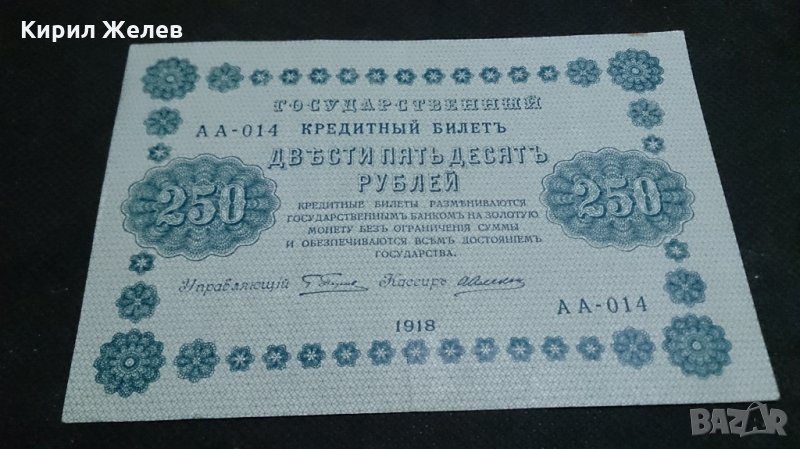 Кирил Желев
ГОСУДАРСТВЕННЫЙ
АА-014 КРЕДИТНЫЙ БИЛЕТЪ
ДВѢСТИ ПЯТЬДЕСЯТЪ
РУБЛЕЙ
250 250
КРЕДИТНЫЕ БИЛЕТЫ РАЗМѢНИВАЮТСЯ
ГОСУДАРСТВЕННЫМЪ БАНКОМЪ НА ЗОЛОТУЮ
МОНЕТУ БЕЗЪ ОГРАНИЧЕНІЯ СУММЫ
И ОБЕЗПЕЧИВАЮТСЯ ВСѢМЪ ДОСТОЯНІЕМЪ
ГОСУДАРСТВА.
Управляющій Кассиръ
АА-014
1918
BAZAR